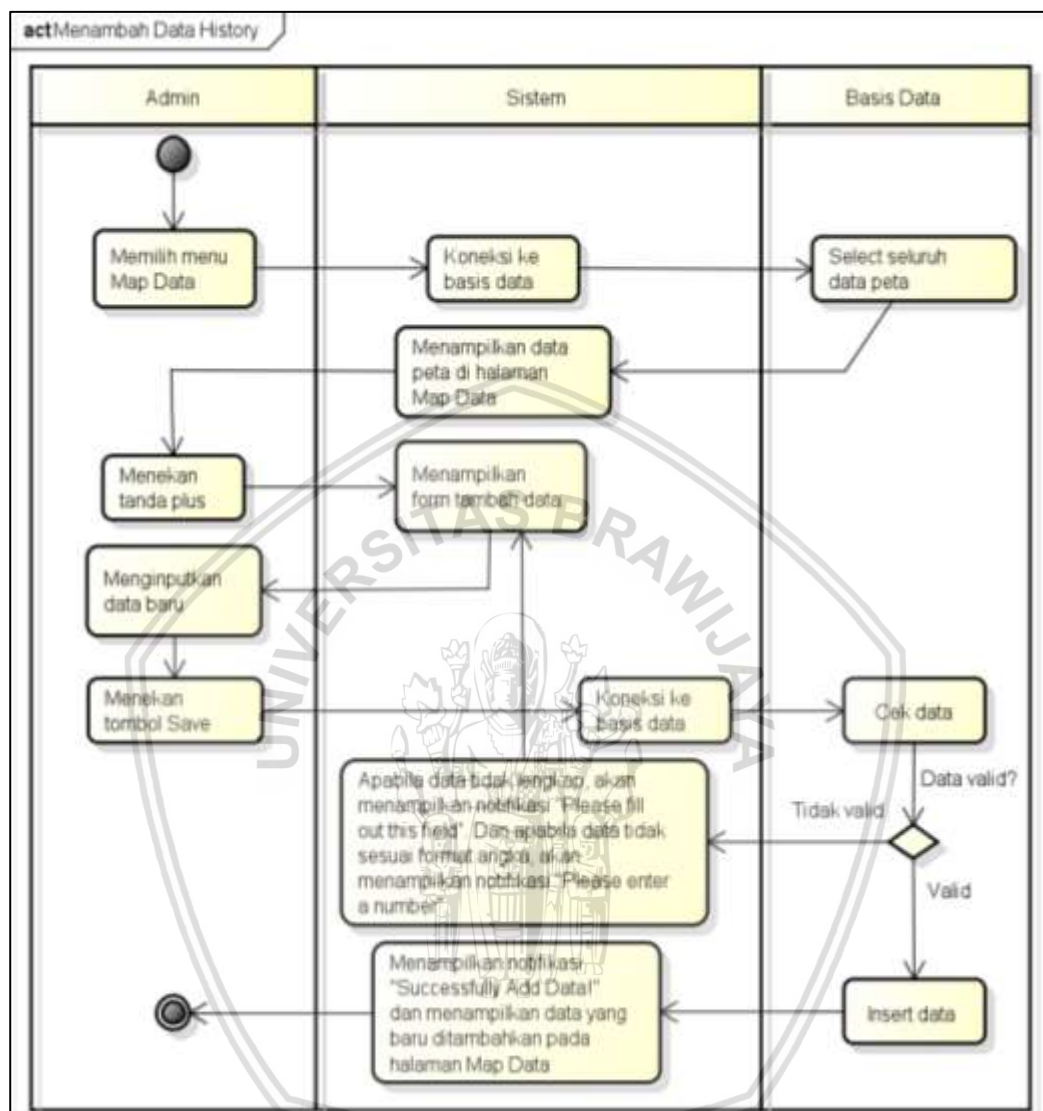 act Menambah Data History
Admin
Sistem
Basis Data
Memilih menu
Map Data
Koneksi ke
basis data
Select seluruh
data peta
Menampilkan data
peta di halaman
Map Data
Menekan
tanda plus
Menampilkan
form tambah data
Menginputkan
data baru
Menekan
tombol Save
Koneksi ke
basis data
Cek data
Data valid?
Tidak valid
Apabila data tidak lengkap, akan
menampilkan notifikasi "Please fill
out this field". Dan apabila data tidak
sesuai format angka, akan
menampilkan notifikasi "Please enter
a number"
Valid
Insert data
Menampilkan notifikasi
"Successfully Add Data!"
dan menampilkan data yang
baru ditambahkan pada
halaman Map Data
UNIVERSITAS BRAWIJAYA